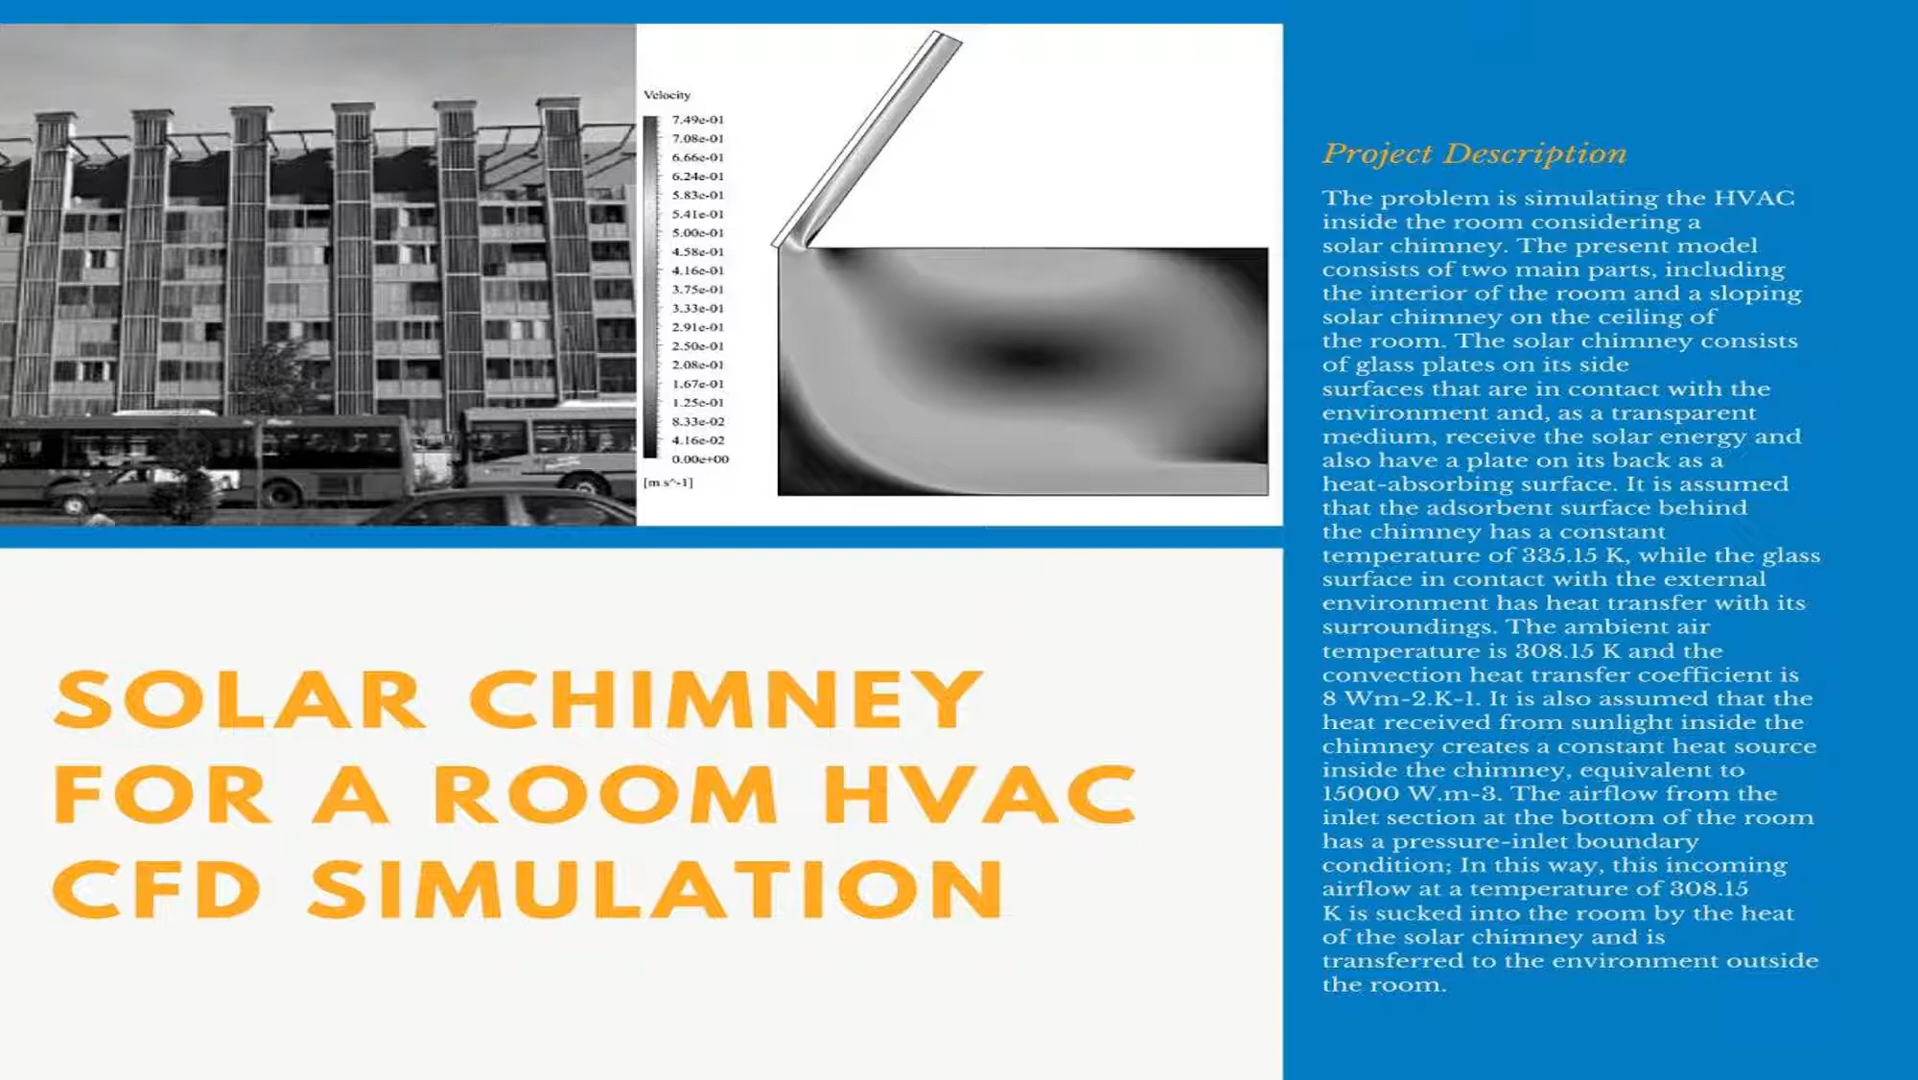 Velocity
7.49e-01
7.08e-01
6.66e-01
6.24e-01
5.83e-01
5.41e-01
5.00e-01
4.58e-01
4.16e-01
3.75e-01
3.33e-01
2.91e-01
2.50e-01
2.08e-01
1.67e-01
1.25e-01
8.33e-02
4.16e-02
0.00e+00
[m s^-1]
SOLAR CHIMNEY
FOR A ROOM HVAC
CFD SIMULATION
Project Description
The problem is simulating the HVAC
inside the room considering a
solar chimney. The present model
consists of two main parts, including
the interior of the room and a sloping
solar chimney on the ceiling of
the room. The solar chimney consists
of glass plates on its side
surfaces that are in contact with the
environment and, as a transparent
medium, receive the solar energy and
also have a plate on its back as a
heat-absorbing surface. It is assumed
that the adsorbent surface behind
the chimney has a constant
temperature of 335.15 K, while the glass
surface in contact with the external
environment has heat transfer with its
surroundings. The ambient air
temperature is 308.15 K and the
convection heat transfer coefficient is
8 Wm-2.K-1. It is also assumed that the
heat received from sunlight inside the
chimney creates a constant heat source
inside the chimney, equivalent to
15000 W.m-3. The airflow from the
inlet section at the bottom of the room
has a pressure-inlet boundary
condition; In this way, this incoming
airflow at a temperature of 308.15
K is sucked into the room by the heat
of the solar chimney and is
transferred to the environment outside
the room.